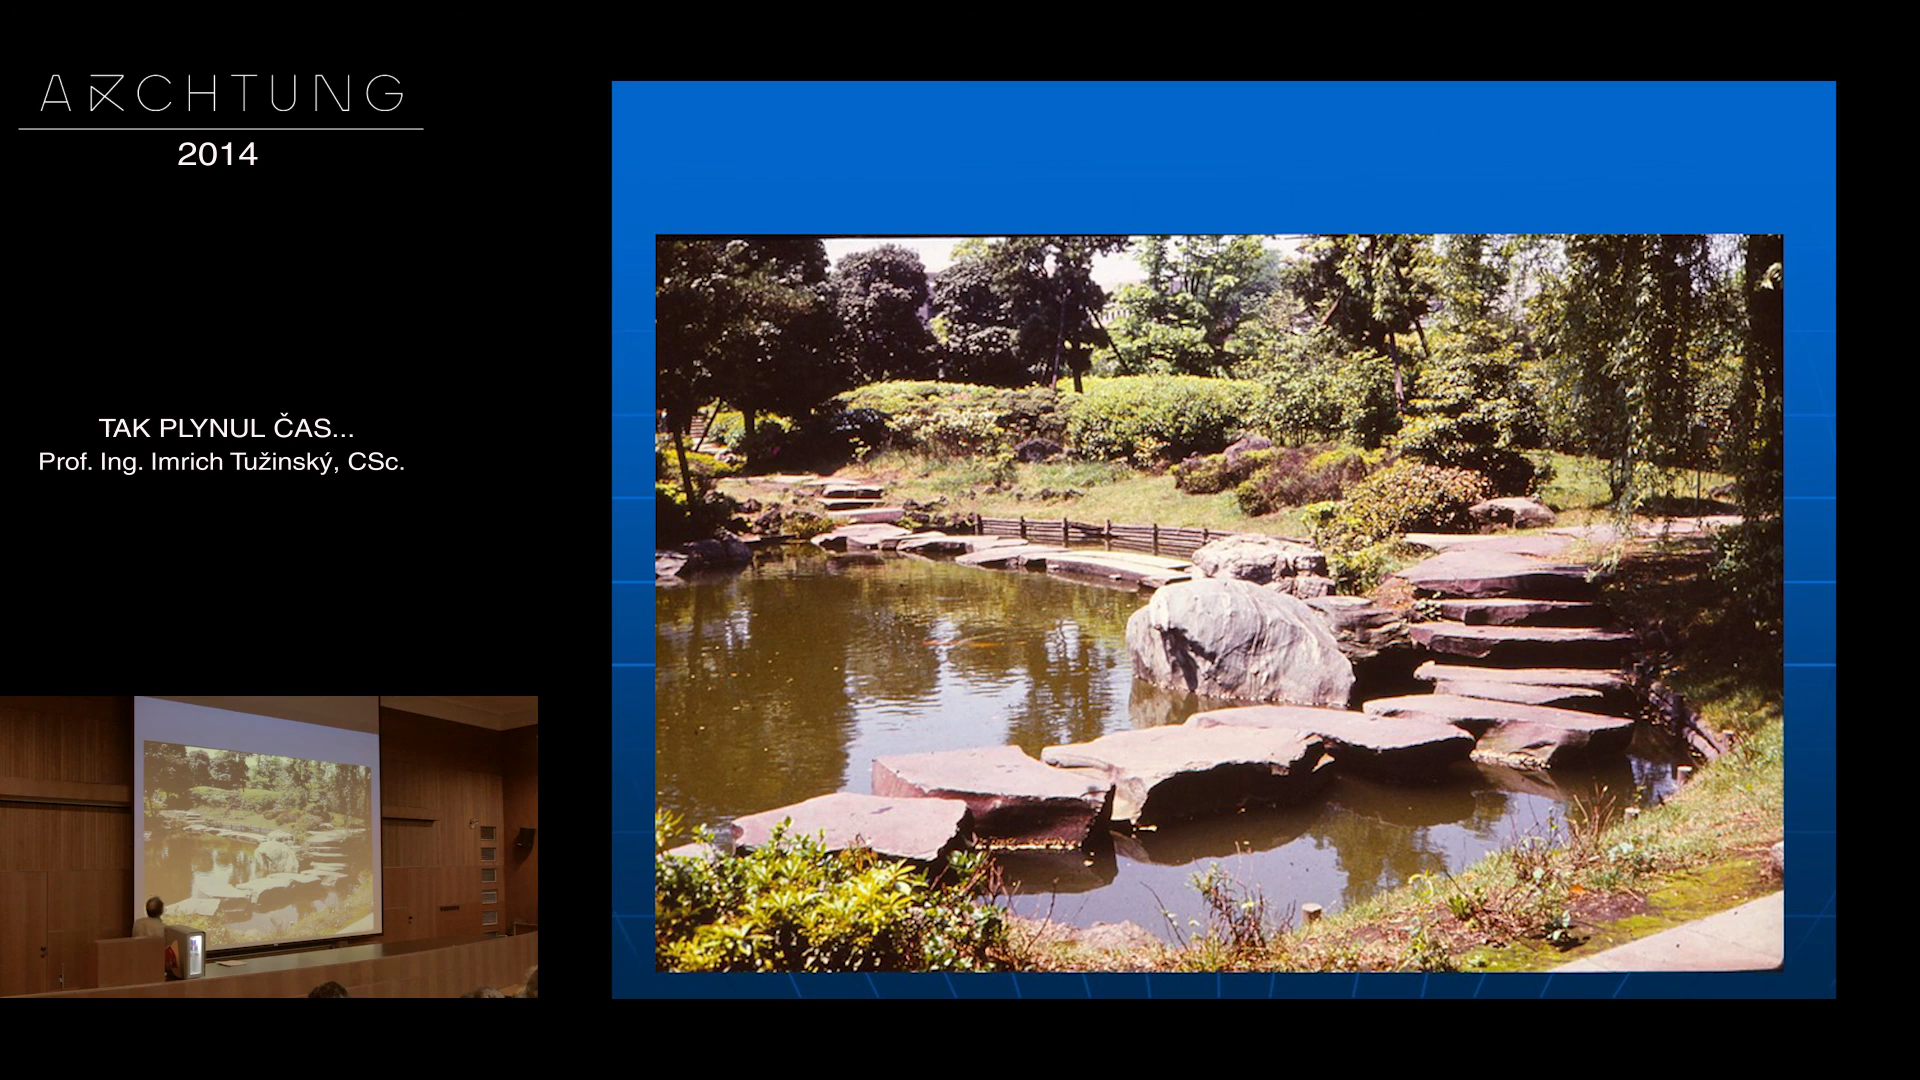 ARCHTUNG
2014
TAK PLYNUL ČAS...
Prof. Ing. Imrich Tužinský, CSc.